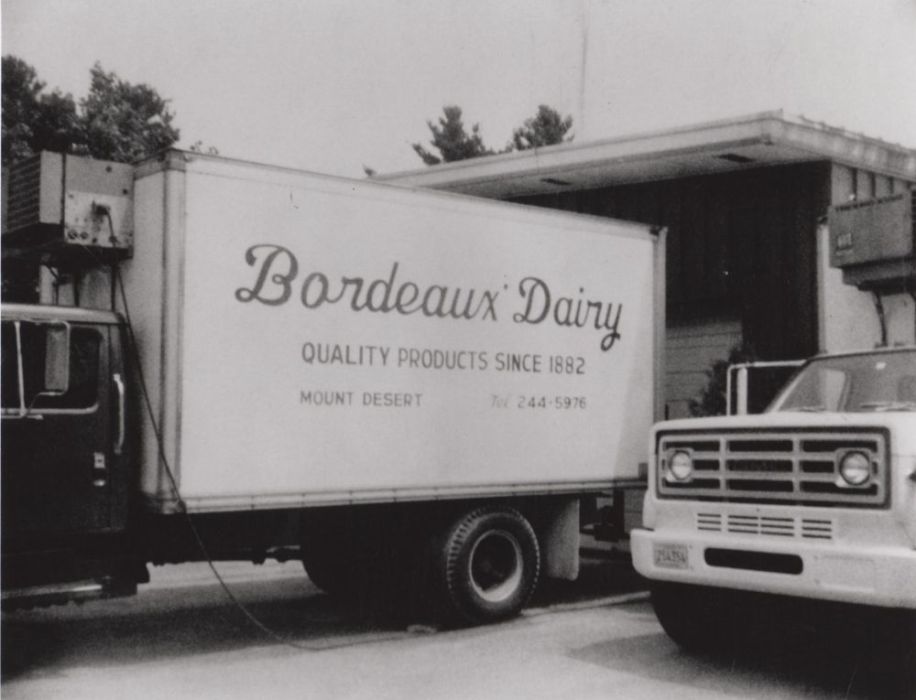 Bordeaux' Dairy
QUALITY PRODUCTS SINCE 1882
MOUNT DESERT Tel. 244-5976